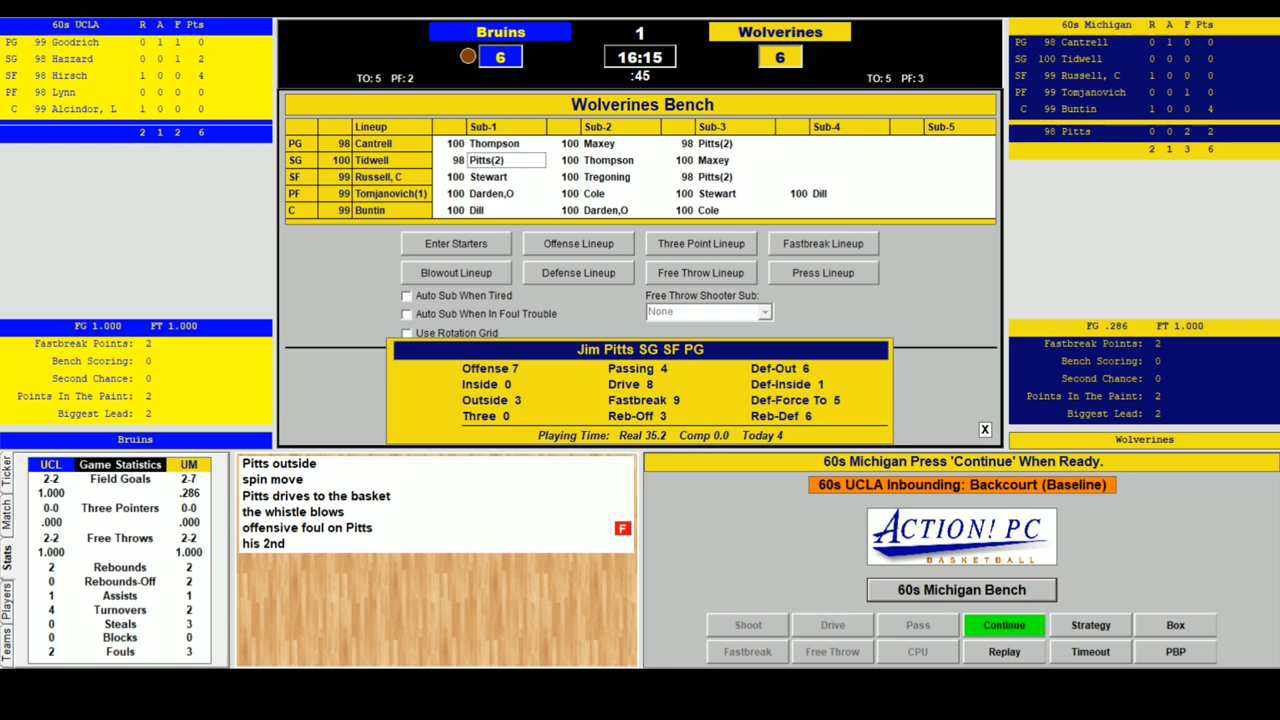 60s UCLA R A F Pts
PG 99 Goodrich 0 1 1 0
SG 98 Hazzard 0 0 1 2
SF 98 Hirsch 1 0 0 4
PF 98 Lynn 0 0 0 0
C 99 Alcindor, L 1 0 0 0
2 1 2 6
FG 1.000 FT 1.000
Fastbreak Points: 2
Bench Scoring: 0
Second Chance: 0
Points In The Paint: 2
Biggest Lead: 2
Bruins
Bruins 1 Wolverines
6 16:15 6
:45
TO: 5 PF: 2 TO: 5 PF: 3
Wolverines Bench
Lineup Sub-1 Sub-2 Sub-3 Sub-4 Sub-5
PG 98 Cantrell 100 Thompson 100 Maxey 98 Pitts(2)
SG 100 Tidwell 98 Pitts(2) 100 Thompson 100 Maxey
SF 99 Russell, C 100 Stewart 100 Tregoning 98 Pitts(2)
PF 99 Tomjanovich(1) 100 Darden,O 100 Cole 100 Stewart 100 Dill
C 99 Buntin 100 Dill 100 Darden,O 100 Cole
Enter Starters Offense Lineup Three Point Lineup Fastbreak Lineup
Blowout Lineup Defense Lineup Free Throw Lineup Press Lineup
Auto Sub When Tired Free Throw Shooter Sub:
Auto Sub When In Foul Trouble None
Use Rotation Grid
Jim Pitts SG SF PG
Offense 7 Passing 4 Def-Out 6
Inside 0 Drive 8 Def-Inside 1
Outside 3 Fastbreak 9 Def-Force To 5
Three 0 Reb-Off 3 Reb-Def 6
Playing Time: Real 35.2 Comp 0.0 Today 4
X
60s Michigan R A F Pts
PG 98 Cantrell 0 1 0 0
SG 100 Tidwell 0 0 0 0
SF 99 Russell, C 1 0 0 0
PF 99 Tomjanovich 0 0 1 0
C 99 Buntin 1 0 0 4
98 Pitts 0 0 2 2
2 1 3 6
FG .286 FT 1.000
Fastbreak Points: 2
Bench Scoring: 2
Second Chance: 2
Points In The Paint: 2
Biggest Lead: 2
Wolverines
Ticker
Match
Stats
Players
Teams
UCL Game Statistics UM
2-2 Field Goals 2-7
1.000 .286
0-0 Three Pointers 0-0
.000 .000
2-2 Free Throws 2-2
1.000 1.000
2 Rebounds 2
0 Rebounds-Off 2
1 Assists 1
4 Turnovers 2
0 Steals 3
0 Blocks 0
2 Fouls 3
Pitts outside
spin move
Pitts drives to the basket
the whistle blows
offensive foul on Pitts F
his 2nd
60s Michigan Press 'Continue' When Ready.
60s UCLA Inbounding: Backcourt (Baseline)
ACTION! PC
BASKETBALL
60s Michigan Bench
Shoot Drive Pass Continue Strategy Box
Fastbreak Free Throw CPU Replay Timeout PBP